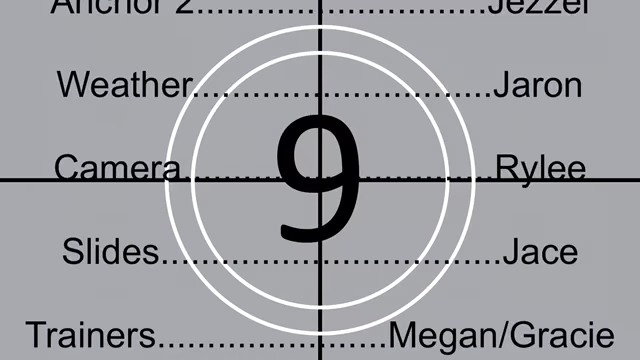 Anchor 2................................Jezzel
Weather.................................Jaron
Camera..................................Rylee
Slides.....................................Jace
Trainers.........................Megan/Gracie
9